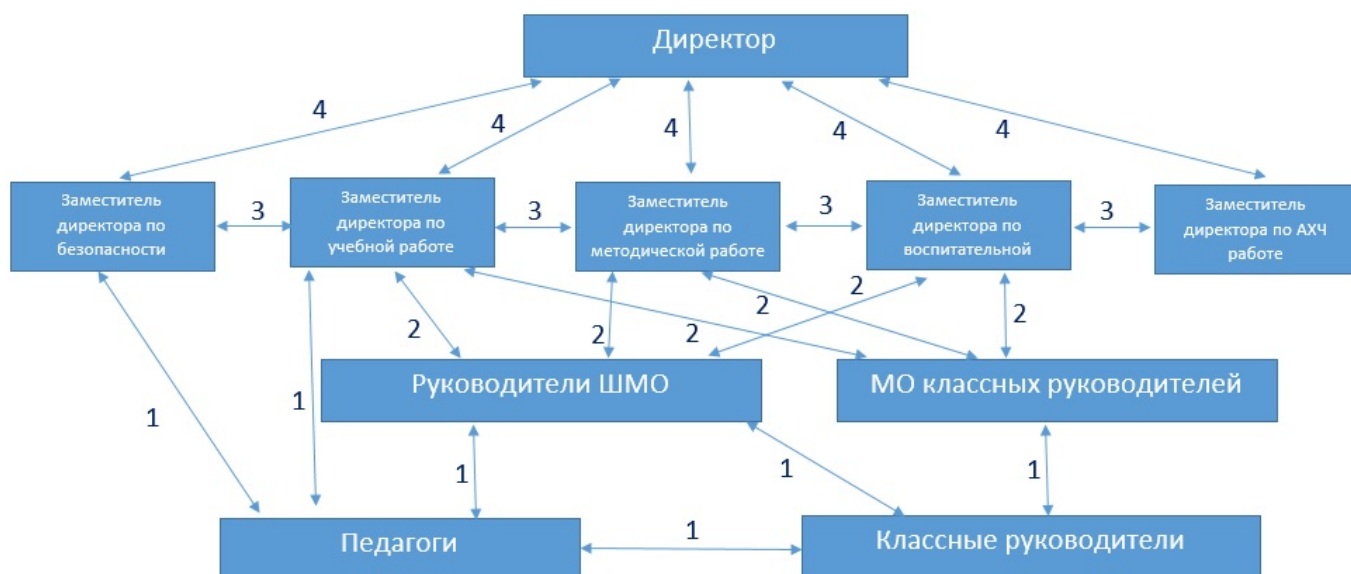 Директор
4
4
4
4
4
Заместитель
директора по
безопасности
3
Заместитель
директора по
учебной работе
3
Заместитель
директора по
методической работе
3
Заместитель
директора по
воспитательной
3
Заместитель
директора по АХЧ
работе
2
2
2
2
2
2
Руководители ШМО
МО классных руководителей
1
1
1
1
1
Педагоги
1
Классные руководители